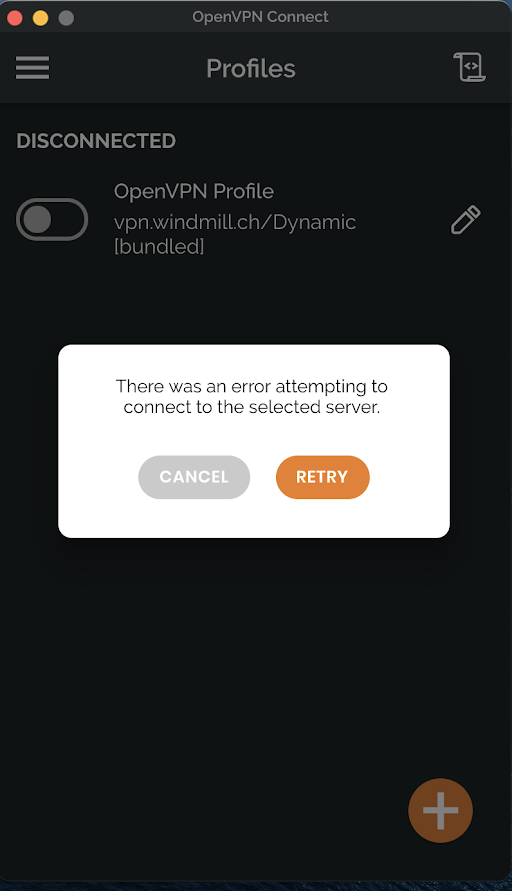 OpenVPN Connect
Profiles
DISCONNECTED
OpenVPN Profile
vpn.windmill.ch/Dynamic
[bundled]
There was an error attempting to
connect to the selected server.
CANCEL
RETRY